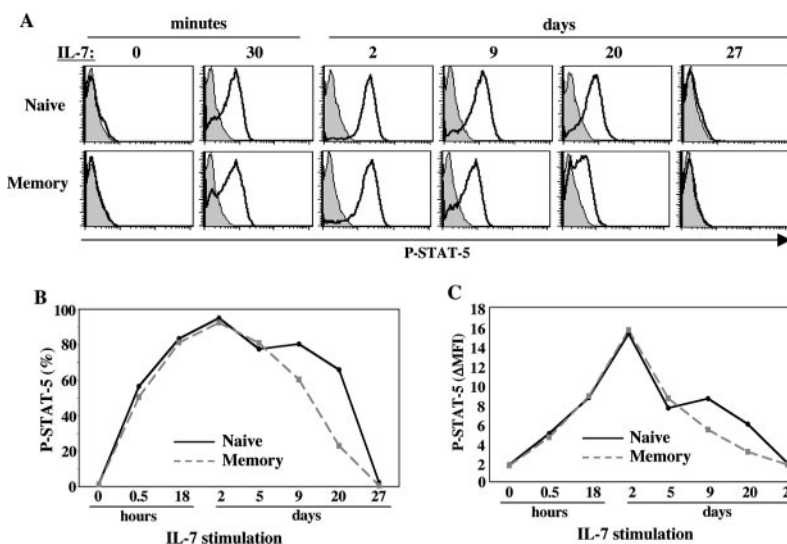 A
minutes days
IL-7: 0 30 2 9 20 27
Naive
Memory
P-STAT-5
B
P-STAT-5 (%)
100
80
60
40
20
0
Naive
Memory
0 0.5 18 2 5 9 20 27
hours days
IL-7 stimulation
C
P-STAT-5 (ΔMFI)
18
16
14
12
10
8
6
4
2
0
Naive
Memory
0 0.5 18 2 5 9 20 2
hours days
IL-7 stimulation